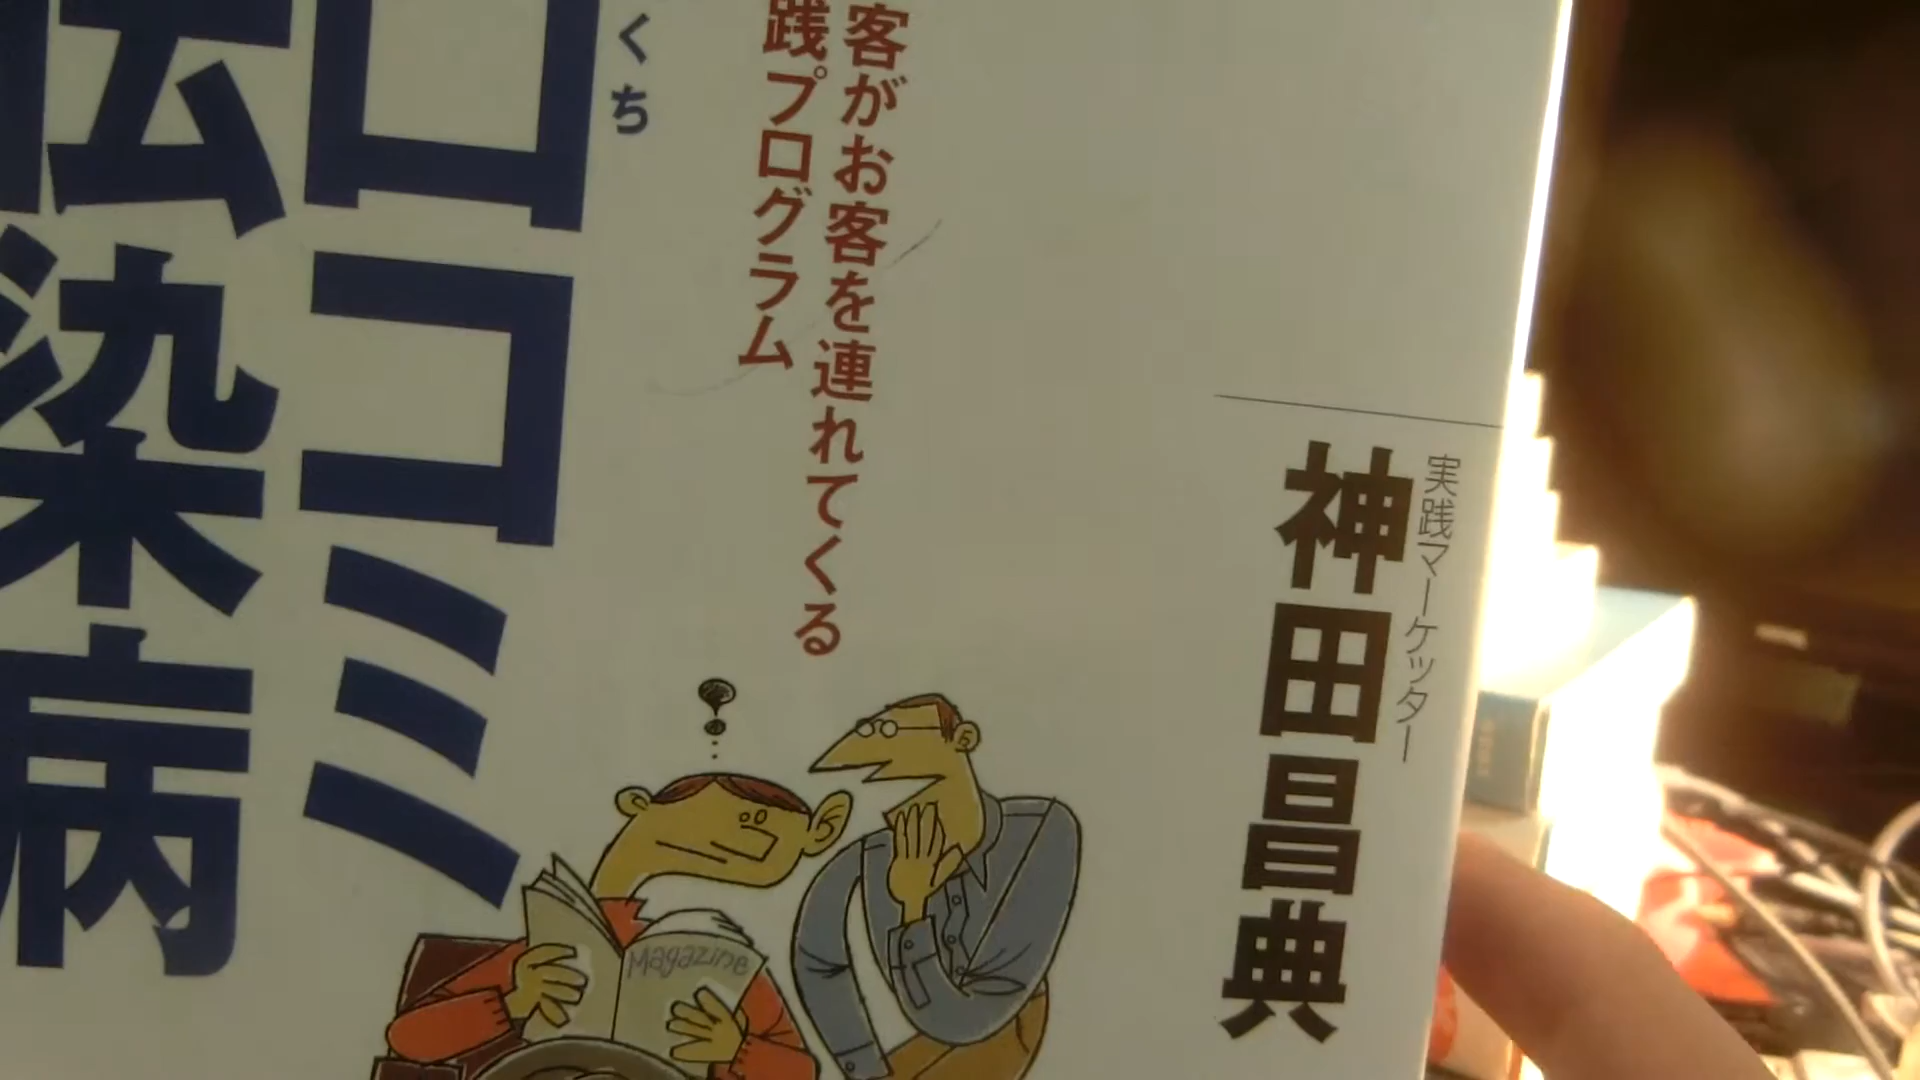 実践マーケッター
神田昌典
客がお客を連れてくる
践プログラム
くち
口コミ
伝染病
Magazine